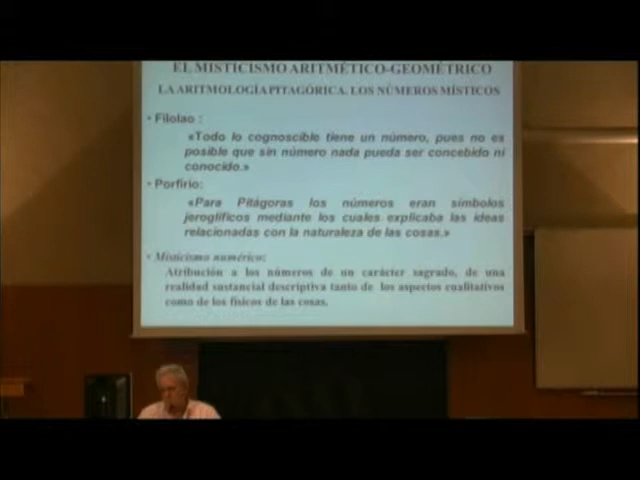 EL MISTICISMO ARITMÉTICO-GEOMÉTRICO
LA ARITMOLOGÍA PITAGÓRICA. LOS NÚMEROS MÍSTICOS
• Filolao :
«Todo lo cognoscible tiene un número, pues no es
posible que sin número nada pueda ser concebido ni
conocido.»
• Porfirio:
«Para Pitágoras los números eran símbolos
jeroglíficos mediante los cuales explicaba las ideas
relacionadas con la naturaleza de las cosas.»
• Misticismo numérico:
Atribución a los números de un carácter sagrado, de una
realidad sustancial descriptiva tanto de los aspectos cualitativos
como de los físicos de las cosas.